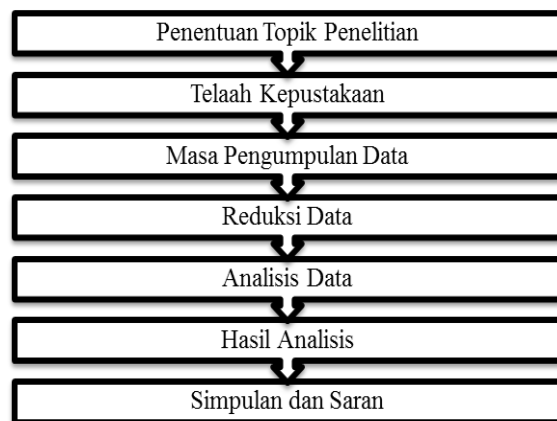 Penentuan Topik Penelitian
Telaah Kepustakaan
Masa Pengumpulan Data
Reduksi Data
Analisis Data
Hasil Analisis
Simpulan dan Saran